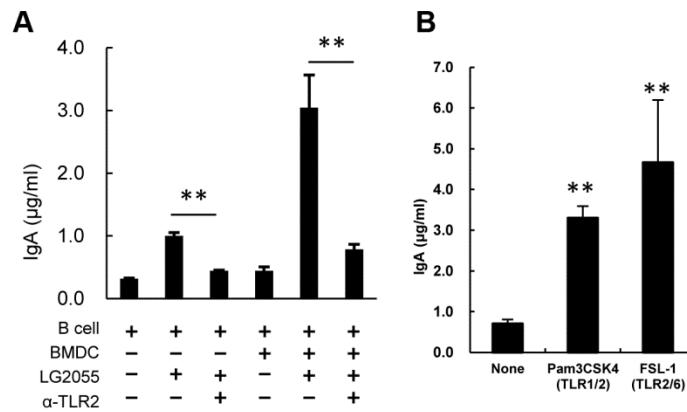 A
IgA (μg/ml)
4.0
3.0
2.0
1.0
0.0
**
**
B cell + + + + + +
BMDC − − − + + +
LG2055 − + + − + +
α-TLR2 − − + − − +
B
IgA (μg/ml)
7.0
6.0
5.0
4.0
3.0
2.0
1.0
0.0
**
**
None Pam3CSK4 FSL-1
(TLR1/2) (TLR2/6)